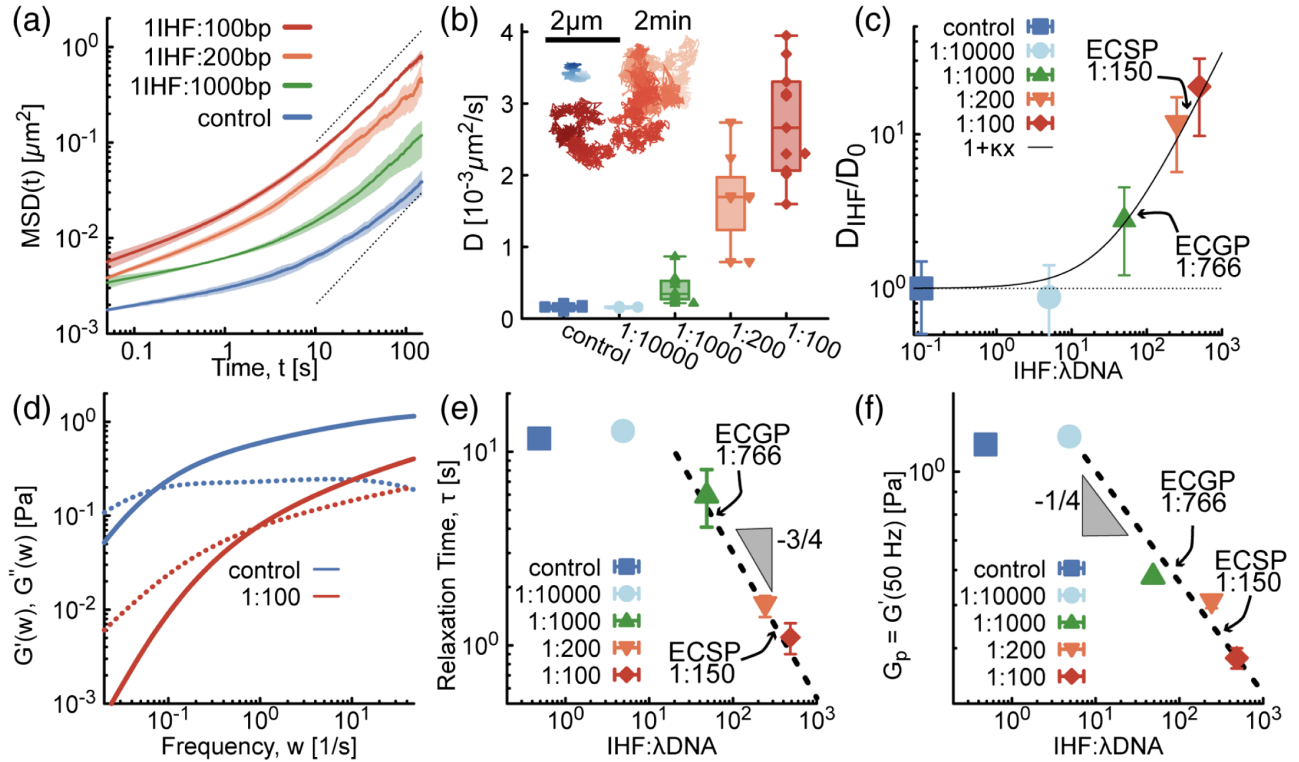 (a)
10⁰
10⁻¹
10⁻²
10⁻³
MSD(t) [μm²]
1IHF:100bp
1IHF:200bp
1IHF:1000bp
control
0.1
1
10
100
Time, t [s]
(b)
2μm
2min
4
3
2
1
0
D [10⁻³μm²/s]
control
1:10000
1:1000
1:200
1:100
(c)
control
1:10000
1:1000
1:200
1:100
1+κx
ECSP
1:150
ECGP
1:766
10¹
10⁰
D_IHF/D₀
10⁻¹
10⁰
10¹
10²
10³
IHF:λDNA
(d)
10⁰
10⁻¹
10⁻²
10⁻³
G'(w), G"(w) [Pa]
control
1:100
10⁻¹
10⁰
10¹
Frequency, w [1/s]
(e)
10¹
10⁰
Relaxation Time, τ [s]
ECGP
1:766
-3/4
control
1:10000
1:1000
1:200
1:100
ECSP
1:150
10⁰
10¹
10²
10³
IHF:λDNA
(f)
10⁰
Gₚ = G'(50 Hz) [Pa]
-1/4
ECGP
1:766
ECSP
1:150
control
1:10000
1:1000
1:200
1:100
10⁰
10¹
10²
10³
IHF:λDNA